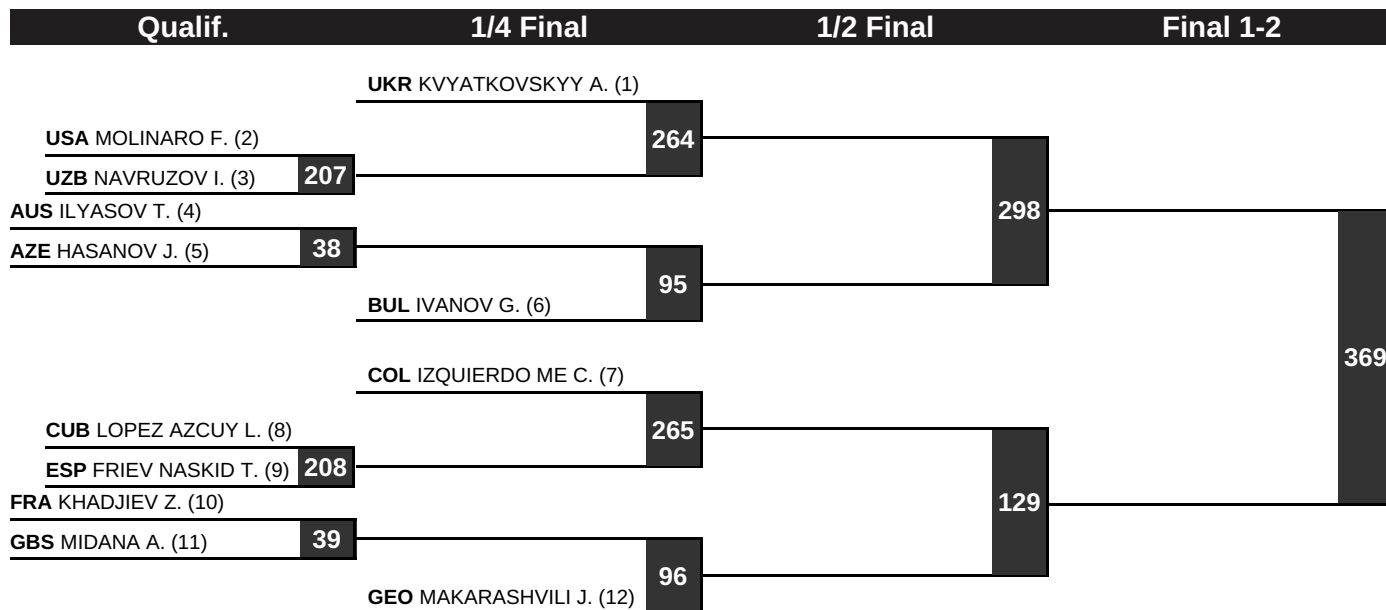 Qualif. 1/4 Final 1/2 Final Final 1-2
UKR KVYATKOVSKYY A. (1)
264
USA MOLINARO F. (2)
UZB NAVRUZOV I. (3) 207
298
AUS ILYASOV T. (4)
AZE HASANOV J. (5) 38
95
BUL IVANOV G. (6)
369
COL IZQUIERDO ME C. (7)
265
CUB LOPEZ AZCUY L. (8)
ESP FRIEV NASKID T. (9) 208
129
FRA KHADJIEV Z. (10)
GBS MIDANA A. (11) 39
96
GEO MAKARASHVILI J. (12)